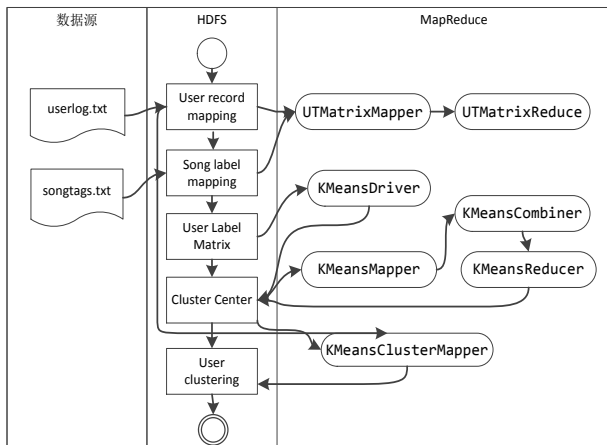 数据源
HDFS
MapReduce
userlog.txt
User record
mapping
UTMatrixMapper
UTMatrixReduce
songtags.txt
Song label
mapping
KMeansDriver
User Label
Matrix
KMeansCombiner
KMeansMapper
KMeansReducer
Cluster Center
KMeansClusterMapper
User
clustering